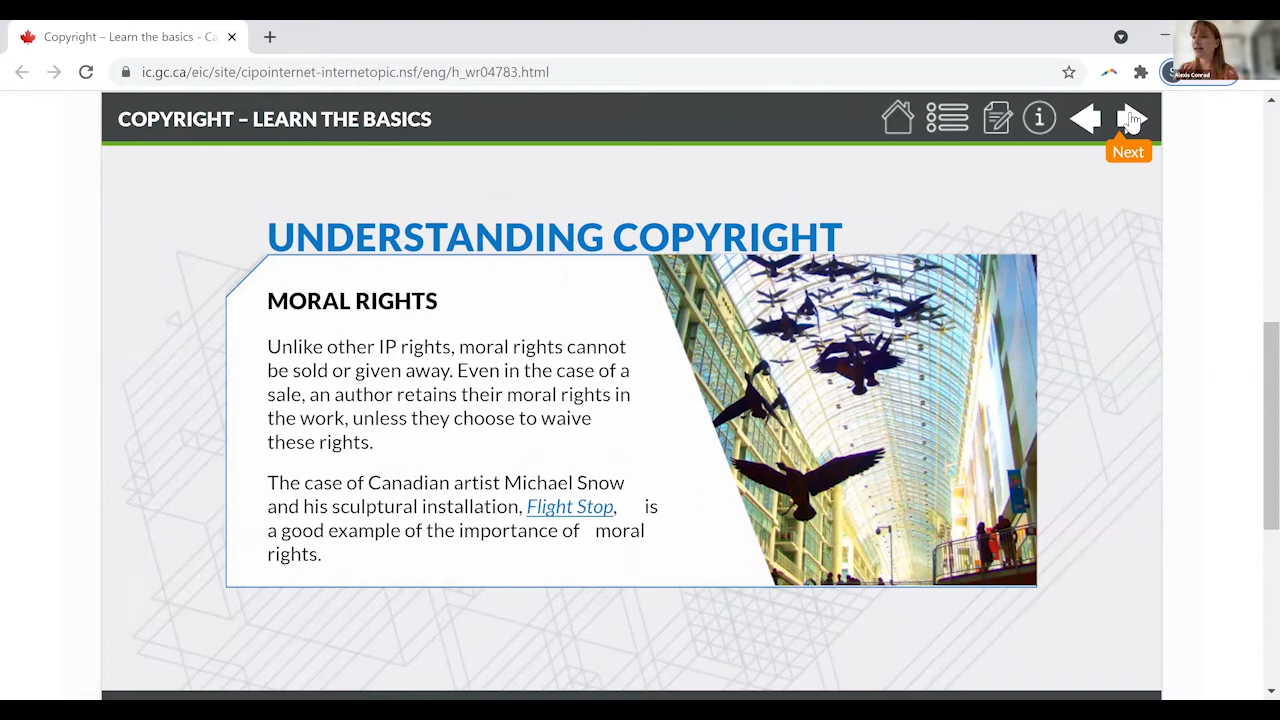 Copyright – Learn the basics - Ca
Alexis Conrad
ic.gc.ca/eic/site/cipointernet-internetopic.nsf/eng/h_wr04783.html
COPYRIGHT – LEARN THE BASICS
Next
UNDERSTANDING COPYRIGHT
MORAL RIGHTS
Unlike other IP rights, moral rights cannot
be sold or given away. Even in the case of a
sale, an author retains their moral rights in
the work, unless they choose to waive
these rights.
The case of Canadian artist Michael Snow
and his sculptural installation, Flight Stop, is
a good example of the importance of moral
rights.